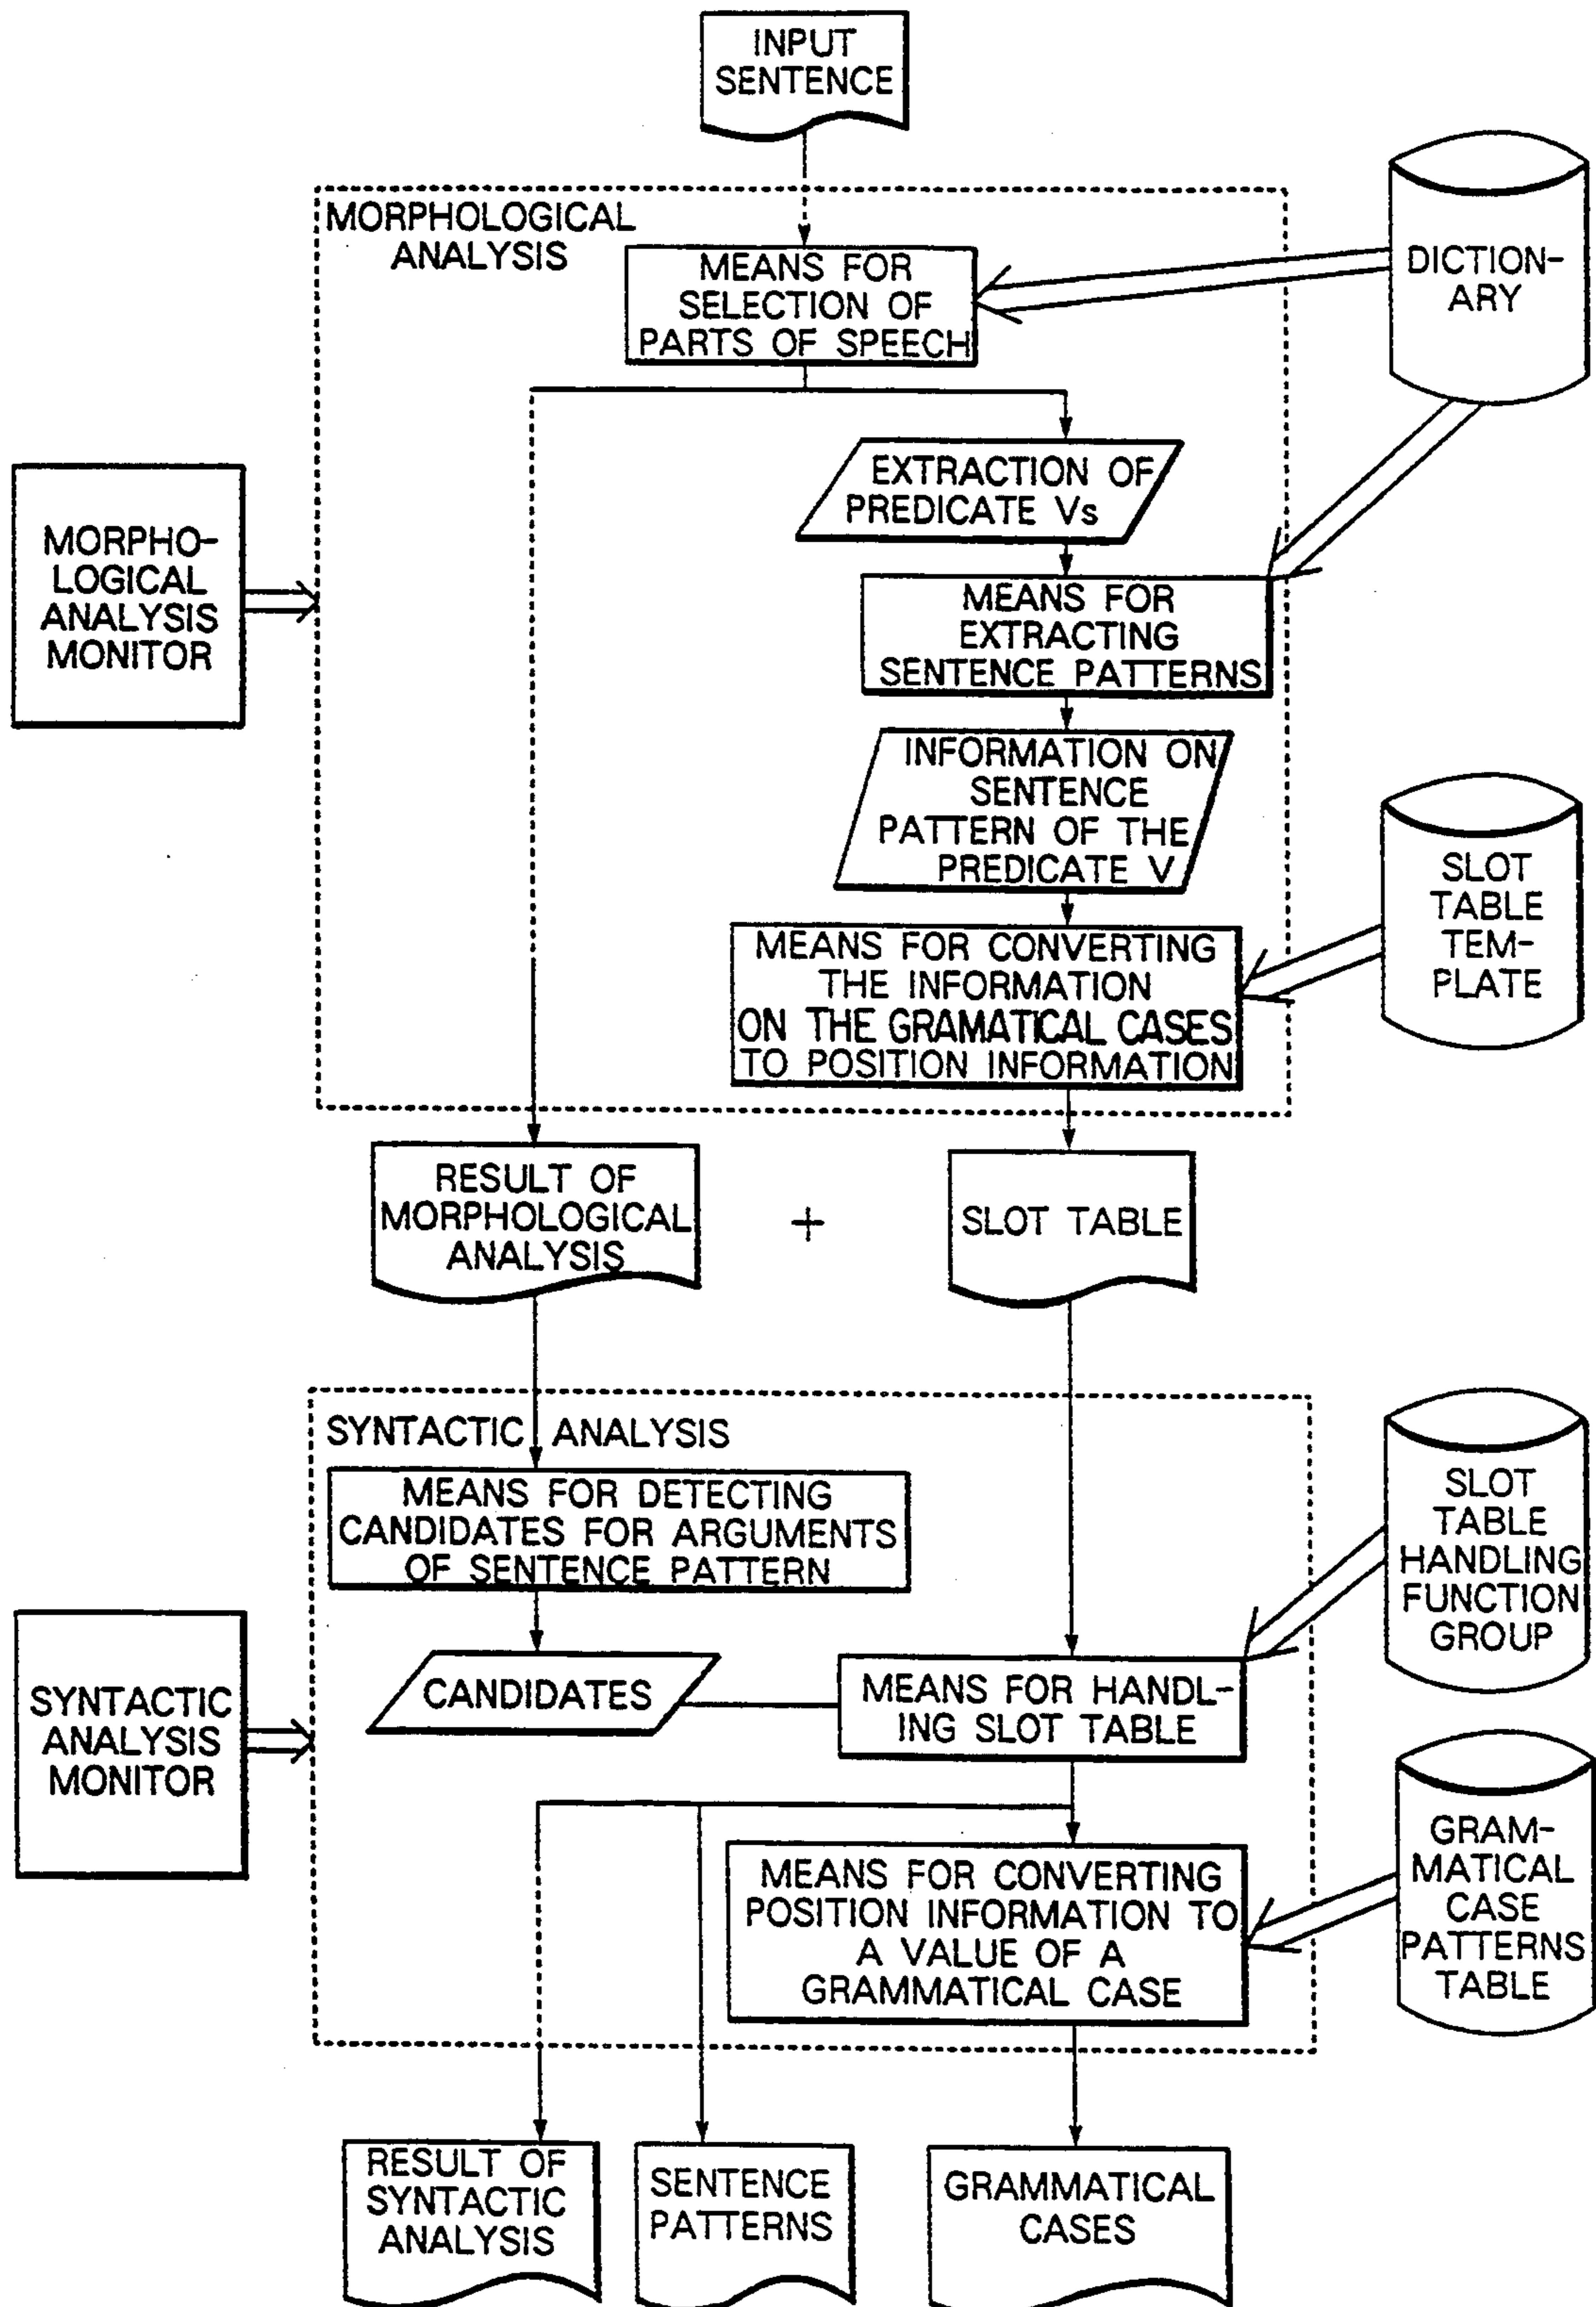 INPUT
SENTENCE
MORPHOLOGICAL
ANALYSIS
MEANS FOR
SELECTION OF
PARTS OF SPEECH
DICTION-
ARY
EXTRACTION OF
PREDICATE Vs
MORPHO-
LOGICAL
ANALYSIS
MONITOR
MEANS FOR
EXTRACTING
SENTENCE PATTERNS
INFORMATION ON
SENTENCE
PATTERN OF THE
PREDICATE V
SLOT
TABLE
TEM-
PLATE
MEANS FOR CONVERTING
THE INFORMATION
ON THE GRAMATICAL CASES
TO POSITION INFORMATION
RESULT OF
MORPHOLOGICAL
ANALYSIS
+
SLOT TABLE
SYNTACTIC ANALYSIS
MEANS FOR DETECTING
CANDIDATES FOR ARGUMENTS
OF SENTENCE PATTERN
SLOT
TABLE
HANDLING
FUNCTION
GROUP
SYNTACTIC
ANALYSIS
MONITOR
CANDIDATES
MEANS FOR HANDL-
ING SLOT TABLE
MEANS FOR CONVERTING
POSITION INFORMATION TO
A VALUE OF A
GRAMMATICAL CASE
GRAM-
MATICAL
CASE
PATTERNS
TABLE
RESULT OF
SYNTACTIC
ANALYSIS
SENTENCE
PATTERNS
GRAMMATICAL
CASES